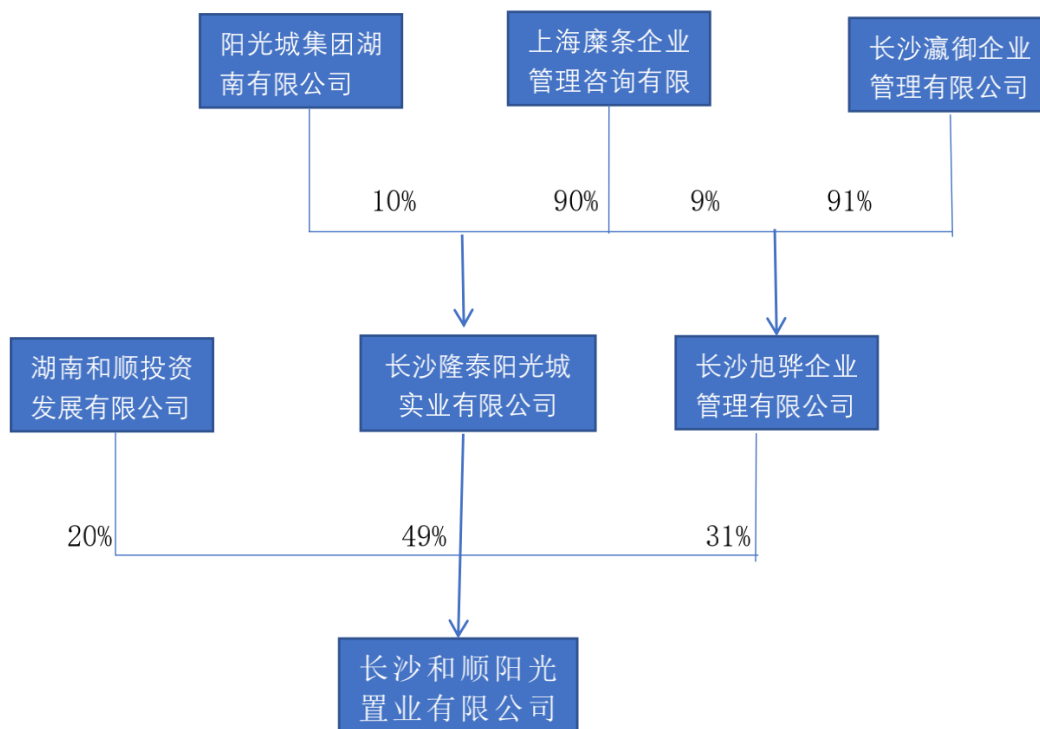 阳光城集团湖
南有限公司
上海糜条企业
管理咨询有限
长沙瀛御企业
管理有限公司
10%
90%
9%
91%
湖南和顺投资
发展有限公司
长沙隆泰阳光城
实业有限公司
长沙旭骅企业
管理有限公司
20%
49%
31%
长沙和顺阳光
置业有限公司